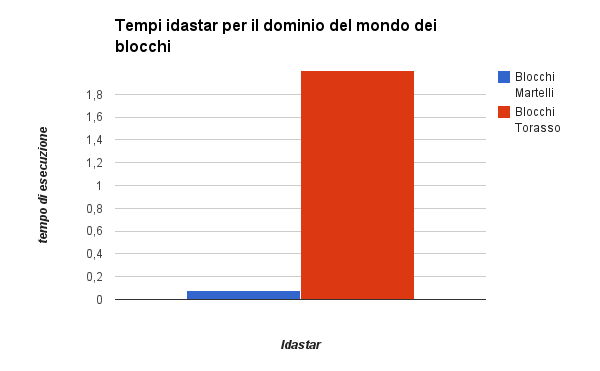 Tempi idastar per il dominio del mondo dei
blocchi
Blocchi
Martelli
Blocchi
Torasso
1,8
1,6
1,4
1,2
1
0,8
0,6
0,4
0,2
0
tempo di esecuzione
Idastar